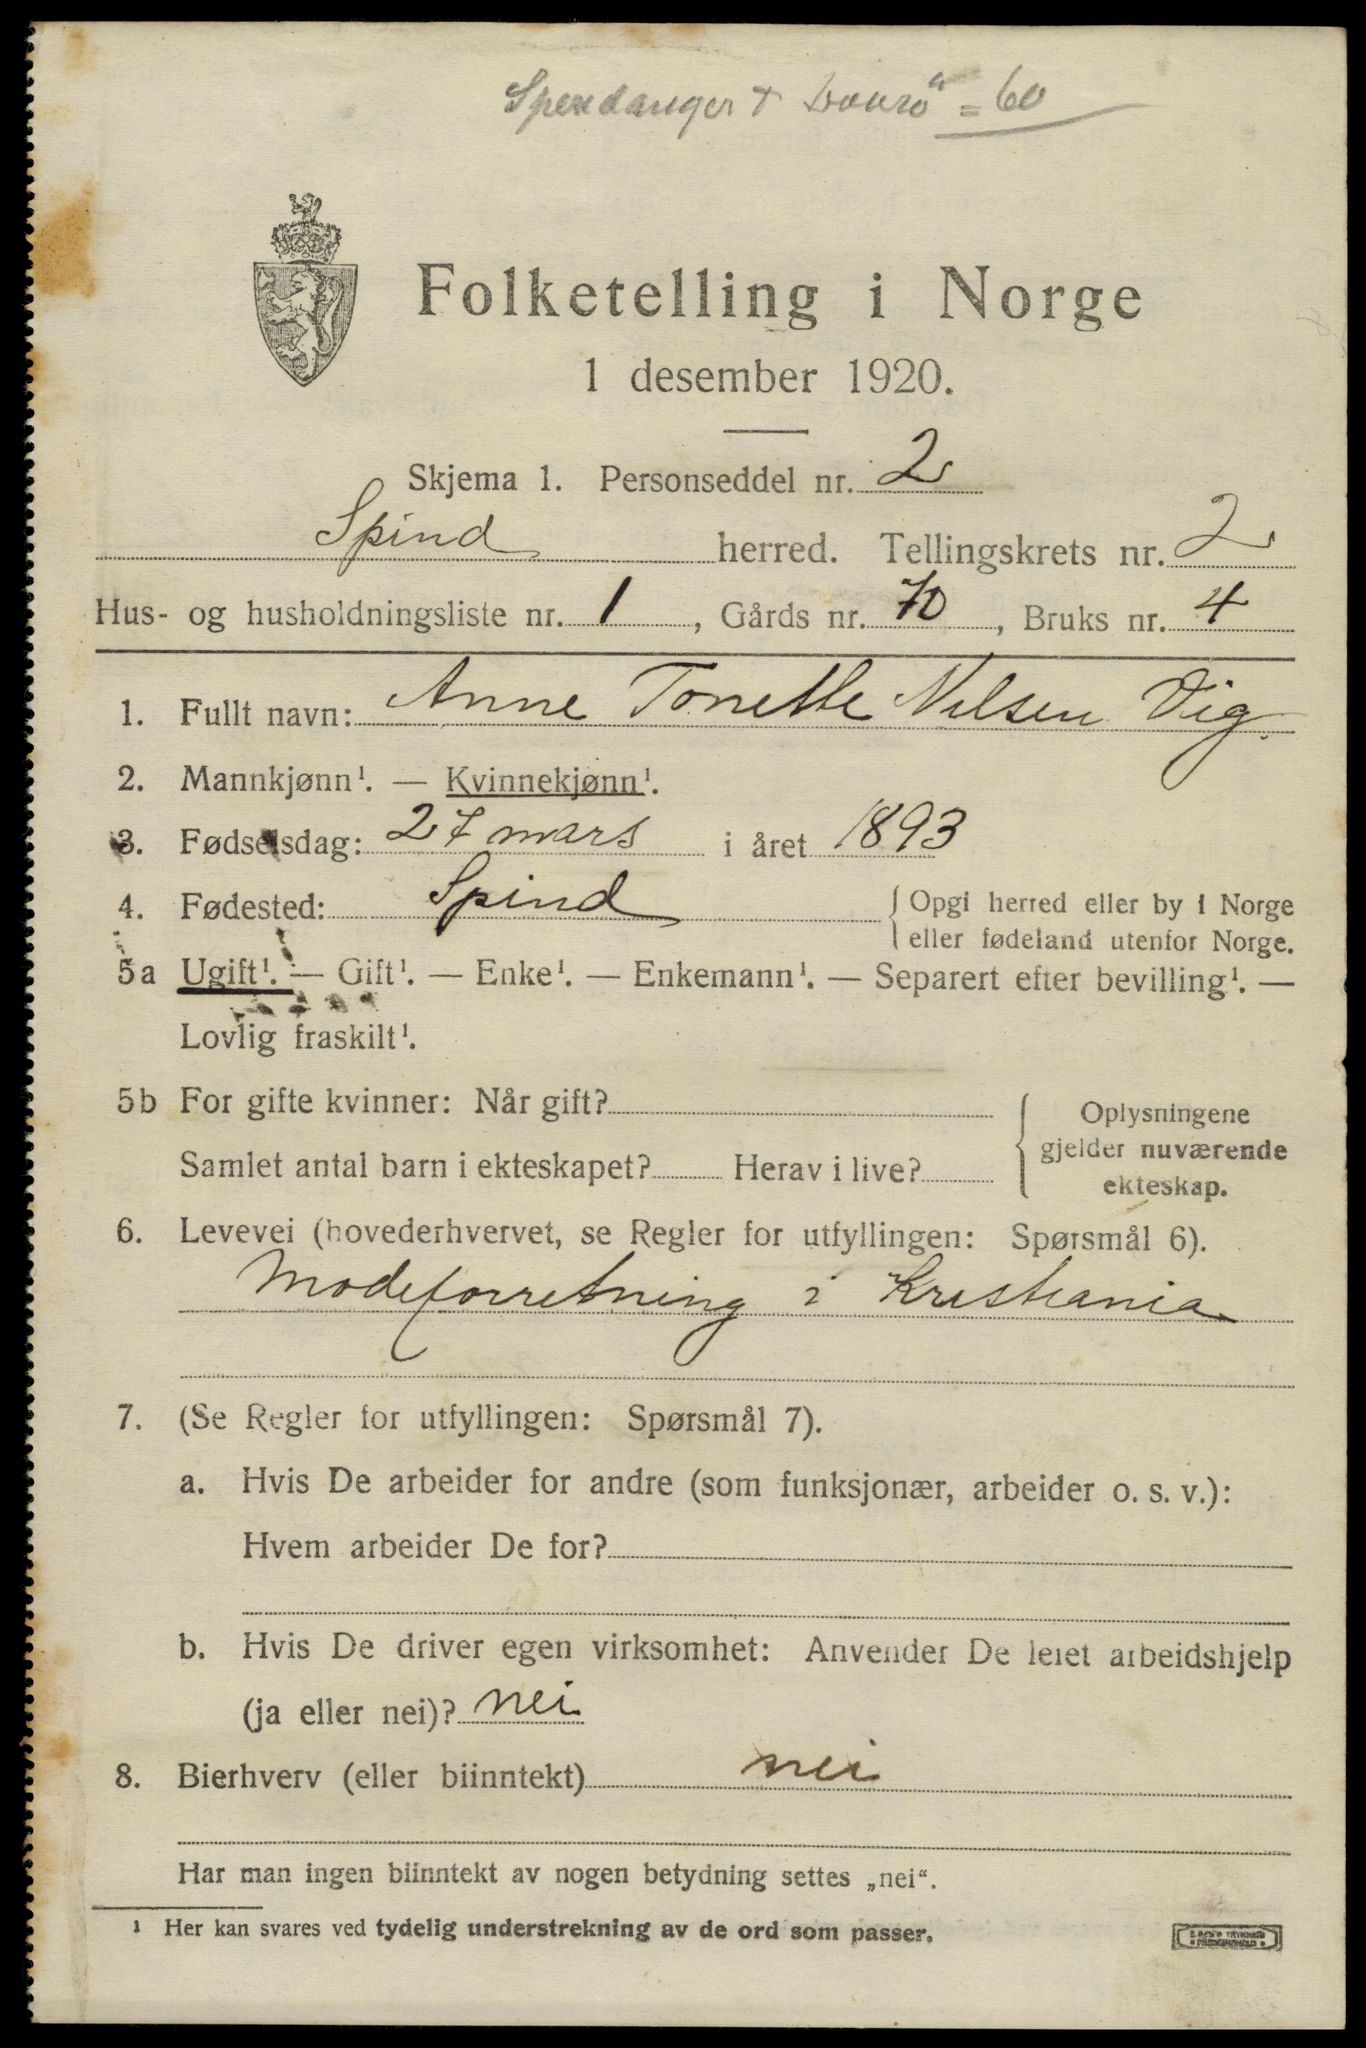 = 60
Folketelling i Norge
1 desember 1920.
Skjema 1. Personseddel nr. 2
Spind herred. Tellingskrets nr. 2
Hus- og husholdningsliste nr. 1, Gårds nr. 70, Bruks nr. 4
1. Fullt navn: Anne Tonette Nilsen Vig.
2. Mannkjønn¹. — Kvinnekjønn¹.
3. Fødselsdag: 27 mars i året 1893
4. Fødested: Spind { Opgi herred eller by i Norge
eller fødeland utenfor Norge.
5a Ugift¹. — Gift¹. — Enke¹. — Enkemann¹. — Separert efter bevilling¹. —
Lovlig fraskilt¹.
5b For gifte kvinner: Når gift?
Samlet antal barn i ekteskapet? Herav i live?
Oplysningene
gjelder nuværende
ekteskap.
6. Levevei (hovederhvervet, se Regler for utfyllingen: Spørsmål 6).
Modeforretning i Kristiania
7. (Se Regler for utfyllingen: Spørsmål 7).
a. Hvis De arbeider for andre (som funksjonær, arbeider o. s. v.):
Hvem arbeider De for?
b. Hvis De driver egen virksomhet: Anvender De leiet arbeidshjelp
(ja eller nei)? nei
8. Bierhverv (eller biinntekt) nei
Har man ingen biinntekt av nogen betydning settes „nei“.
¹ Her kan svares ved tydelig understrekning av de ord som passer.